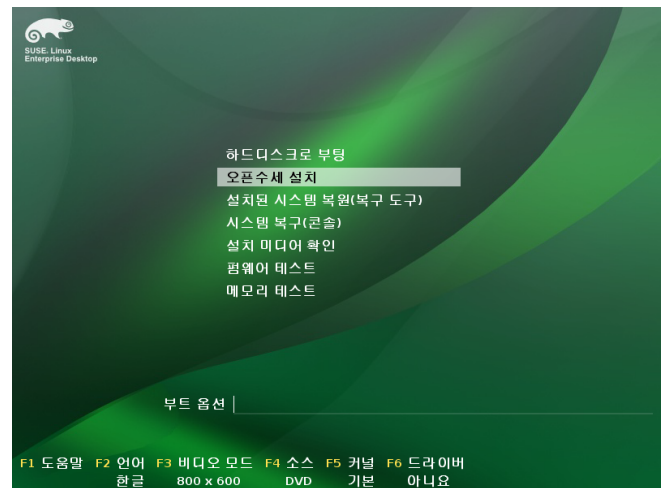 SUSE. Linux
Enterprise Desktop
하드디스크로 부팅
오픈수세 설치
설치된 시스템 복원(복구 도구)
시스템 복구(콘솔)
설치 미디어 확인
펌웨어 테스트
메모리 테스트
부트 옵션
F1 도움말 F2 언어 F3 비디오 모드 F4 소스 F5 커널 F6 드라이버
한글 800 x 600 DVD 기본 아니요